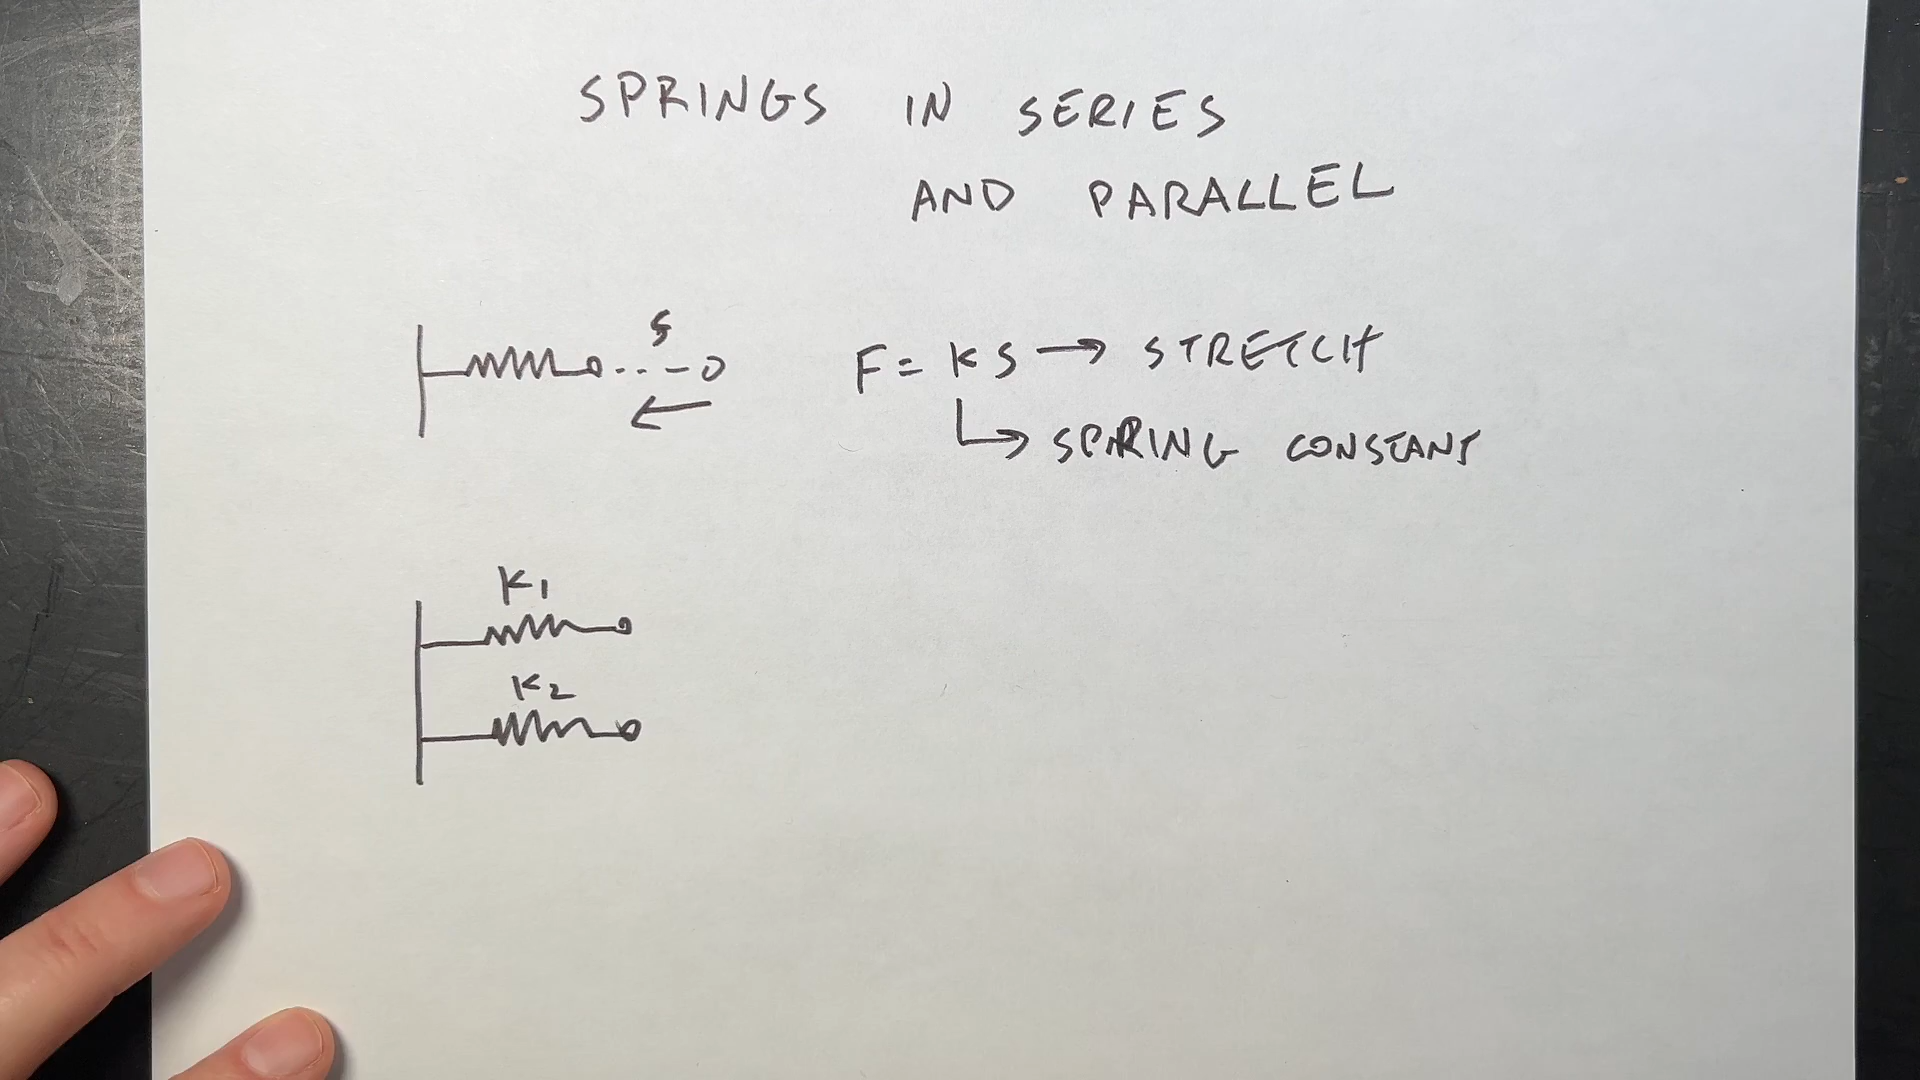 SPRINGS IN SERIES
AND PARALLEL
S
F = KS → STRETCH
SPRING CONSTANT
K1
K2